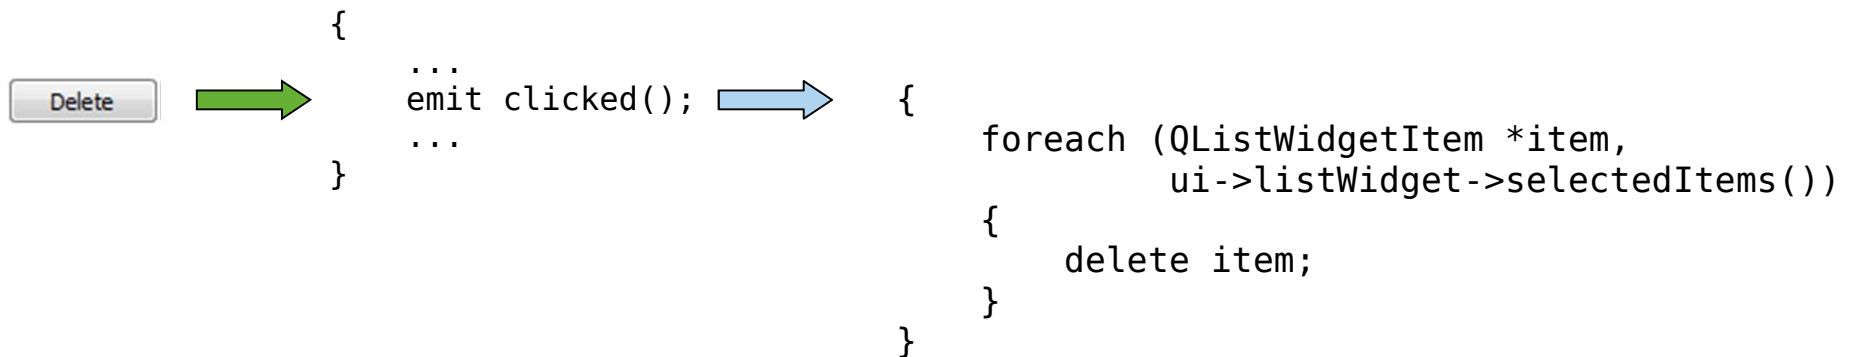 Delete
{
...
emit clicked();
...
}
{
foreach (QListWidgetItem *item,
ui->listWidget->selectedItems())
{
delete item;
}
}